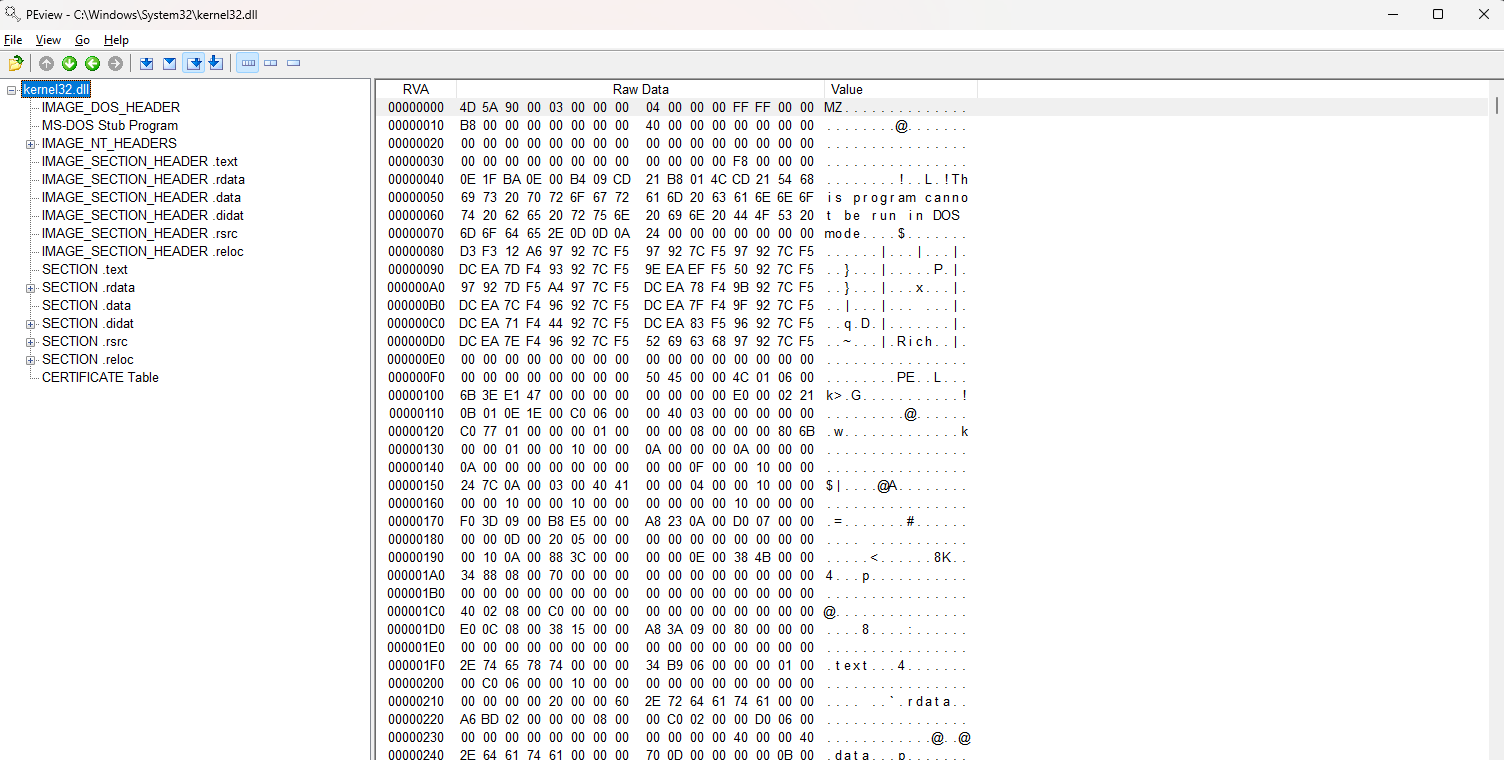 PEview - C:\Windows\System32\kernel32.dll
File View Go Help
kernel32.dll
IMAGE_DOS_HEADER
MS-DOS Stub Program
IMAGE_NT_HEADERS
IMAGE_SECTION_HEADER .text
IMAGE_SECTION_HEADER .rdata
IMAGE_SECTION_HEADER .data
IMAGE_SECTION_HEADER .didat
IMAGE_SECTION_HEADER .rsrc
IMAGE_SECTION_HEADER .reloc
SECTION .text
SECTION .rdata
SECTION .data
SECTION .didat
SECTION .rsrc
SECTION .reloc
CERTIFICATE Table
RVA Raw Data Value
00000000 4D 5A 90 00 03 00 00 00 04 00 00 00 FF FF 00 00 MZ..............
00000010 B8 00 00 00 00 00 00 00 40 00 00 00 00 00 00 00 ........@.......
00000020 00 00 00 00 00 00 00 00 00 00 00 00 00 00 00 00 ................
00000030 00 00 00 00 00 00 00 00 00 00 00 00 F8 00 00 00 ................
00000040 0E 1F BA 0E 00 B4 09 CD 21 B8 01 4C CD 21 54 68 ........!..L.!Th
00000050 69 73 20 70 72 6F 67 72 61 6D 20 63 61 6E 6E 6F is program canno
00000060 74 20 62 65 20 72 75 6E 20 69 6E 20 44 4F 53 20 t be run in DOS
00000070 6D 6F 64 65 2E 0D 0D 0A 24 00 00 00 00 00 00 00 mode....$.......
00000080 D3 F3 12 A6 97 92 7C F5 97 92 7C F5 97 92 7C F5 ......|...|...|.
00000090 DC EA 7D F4 93 92 7C F5 9E EA EF F5 50 92 7C F5 ..}...|.....P.|.
000000A0 97 92 7D F5 A4 97 7C F5 DC EA 78 F4 9B 92 7C F5 ..}...|...x...|.
000000B0 DC EA 7C F4 96 92 7C F5 DC EA 7F F4 9F 92 7C F5 ..|...|... ...|.
000000C0 DC EA 71 F4 44 92 7C F5 DC EA 83 F5 96 92 7C F5 ..q.D.|.......|.
000000D0 DC EA 7E F4 96 92 7C F5 52 69 63 68 97 92 7C F5 ..~...|.Rich..|.
000000E0 00 00 00 00 00 00 00 00 00 00 00 00 00 00 00 00 ................
000000F0 00 00 00 00 00 00 00 00 50 45 00 00 4C 01 06 00 ........PE..L...
00000100 6B 3E E1 47 00 00 00 00 00 00 00 00 E0 00 02 21 k>.G...........!
00000110 0B 01 0E 1E 00 C0 06 00 00 40 03 00 00 00 00 00 .........@......
00000120 C0 77 01 00 00 00 01 00 00 00 08 00 00 00 80 6B .w.............k
00000130 00 00 01 00 00 10 00 00 0A 00 00 00 0A 00 00 00 ................
00000140 0A 00 00 00 00 00 00 00 00 00 0F 00 00 10 00 00 ................
00000150 24 7C 0A 00 03 00 40 41 00 00 04 00 00 10 00 00 $|....@A........
00000160 00 00 10 00 00 10 00 00 00 00 00 00 10 00 00 00 ................
00000170 F0 3D 09 00 B8 E5 00 00 A8 23 0A 00 D0 07 00 00 .=.......#......
00000180 00 00 0D 00 20 05 00 00 00 00 00 00 00 00 00 00 .... ...........
00000190 00 10 0A 00 88 3C 00 00 00 00 0E 00 38 4B 00 00 .....<......8K..
000001A0 34 88 08 00 70 00 00 00 00 00 00 00 00 00 00 00 4...p...........
000001B0 00 00 00 00 00 00 00 00 00 00 00 00 00 00 00 00 ................
000001C0 40 02 08 00 C0 00 00 00 00 00 00 00 00 00 00 00 @...............
000001D0 E0 0C 08 00 38 15 00 00 A8 3A 09 00 80 00 00 00 ....8....:......
000001E0 00 00 00 00 00 00 00 00 00 00 00 00 00 00 00 00 ................
000001F0 2E 74 65 78 74 00 00 00 34 B9 06 00 00 00 01 00 .text...4.......
00000200 00 C0 06 00 00 10 00 00 00 00 00 00 00 00 00 00 ................
00000210 00 00 00 00 20 00 00 60 2E 72 64 61 74 61 00 00 .... ..`.rdata..
00000220 A6 BD 02 00 00 00 08 00 00 C0 02 00 00 D0 06 00 ................
00000230 00 00 00 00 00 00 00 00 00 00 00 00 40 00 00 40 ............@..@
00000240 2E 64 61 74 61 00 00 00 70 0D 00 00 00 00 0B 00 .data...p.......